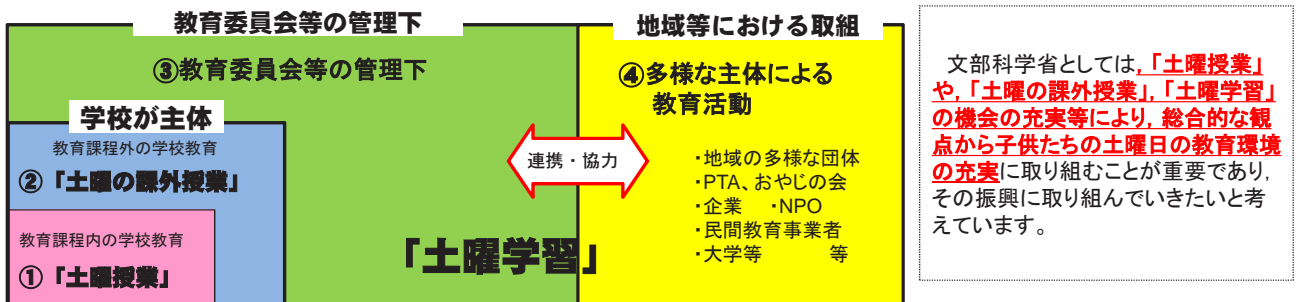 教育委員会等の管理下
③教育委員会等の管理下
学校が主体
教育課程外の学校教育
②「土曜の課外授業」
教育課程内の学校教育
①「土曜授業」
「土曜学習」
連携・協力
地域等における取組
④多様な主体による
教育活動
・地域の多様な団体
・PTA、おやじの会
・企業　・NPO
・民間教育事業者
・大学等　　　等
文部科学省としては，「土曜授業」
や，「土曜の課外授業」，「土曜学習」
の機会の充実等により，総合的な観
点から子供たちの土曜日の教育環境
の充実に取り組むことが重要であり，
その振興に取り組んでいきたいと考
えています。